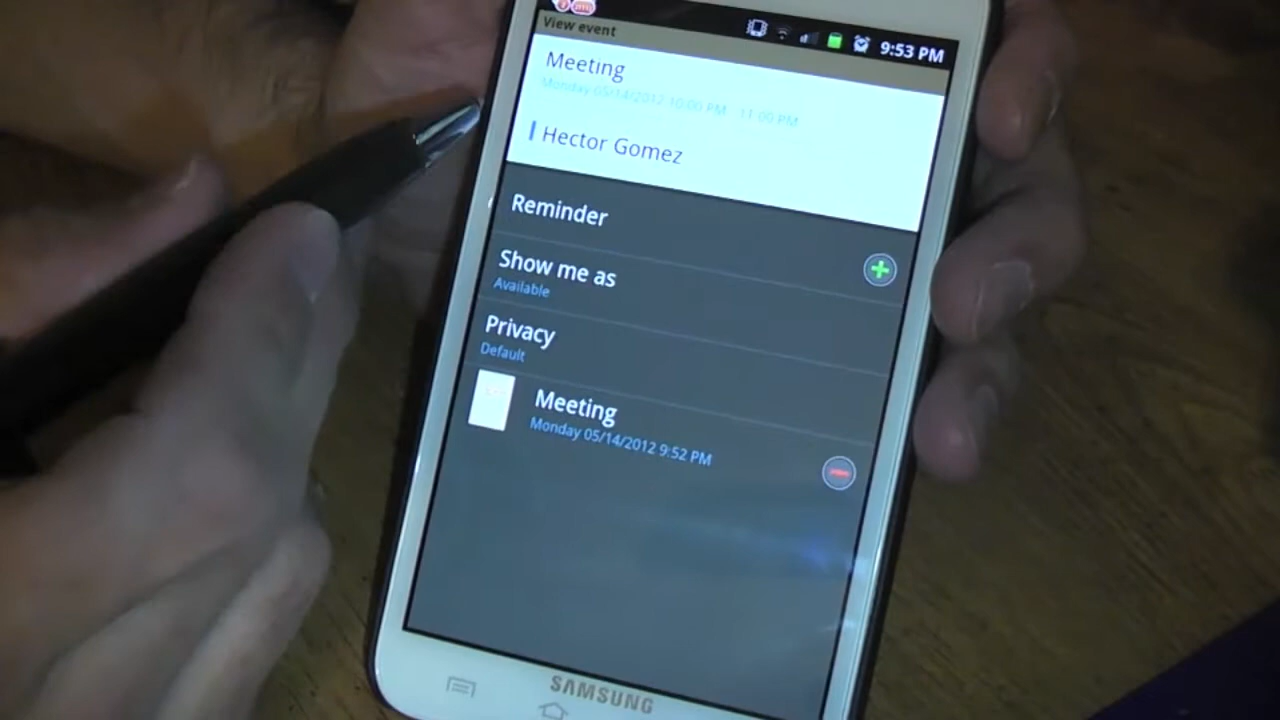 View event
9:53 PM
Meeting
Monday 05/14/2012 10:00 PM - 11:00 PM
Hector Gomez
Reminder
Show me as
Available
Privacy
Default
Meeting
Monday 05/14/2012 9:52 PM
SAMSUNG